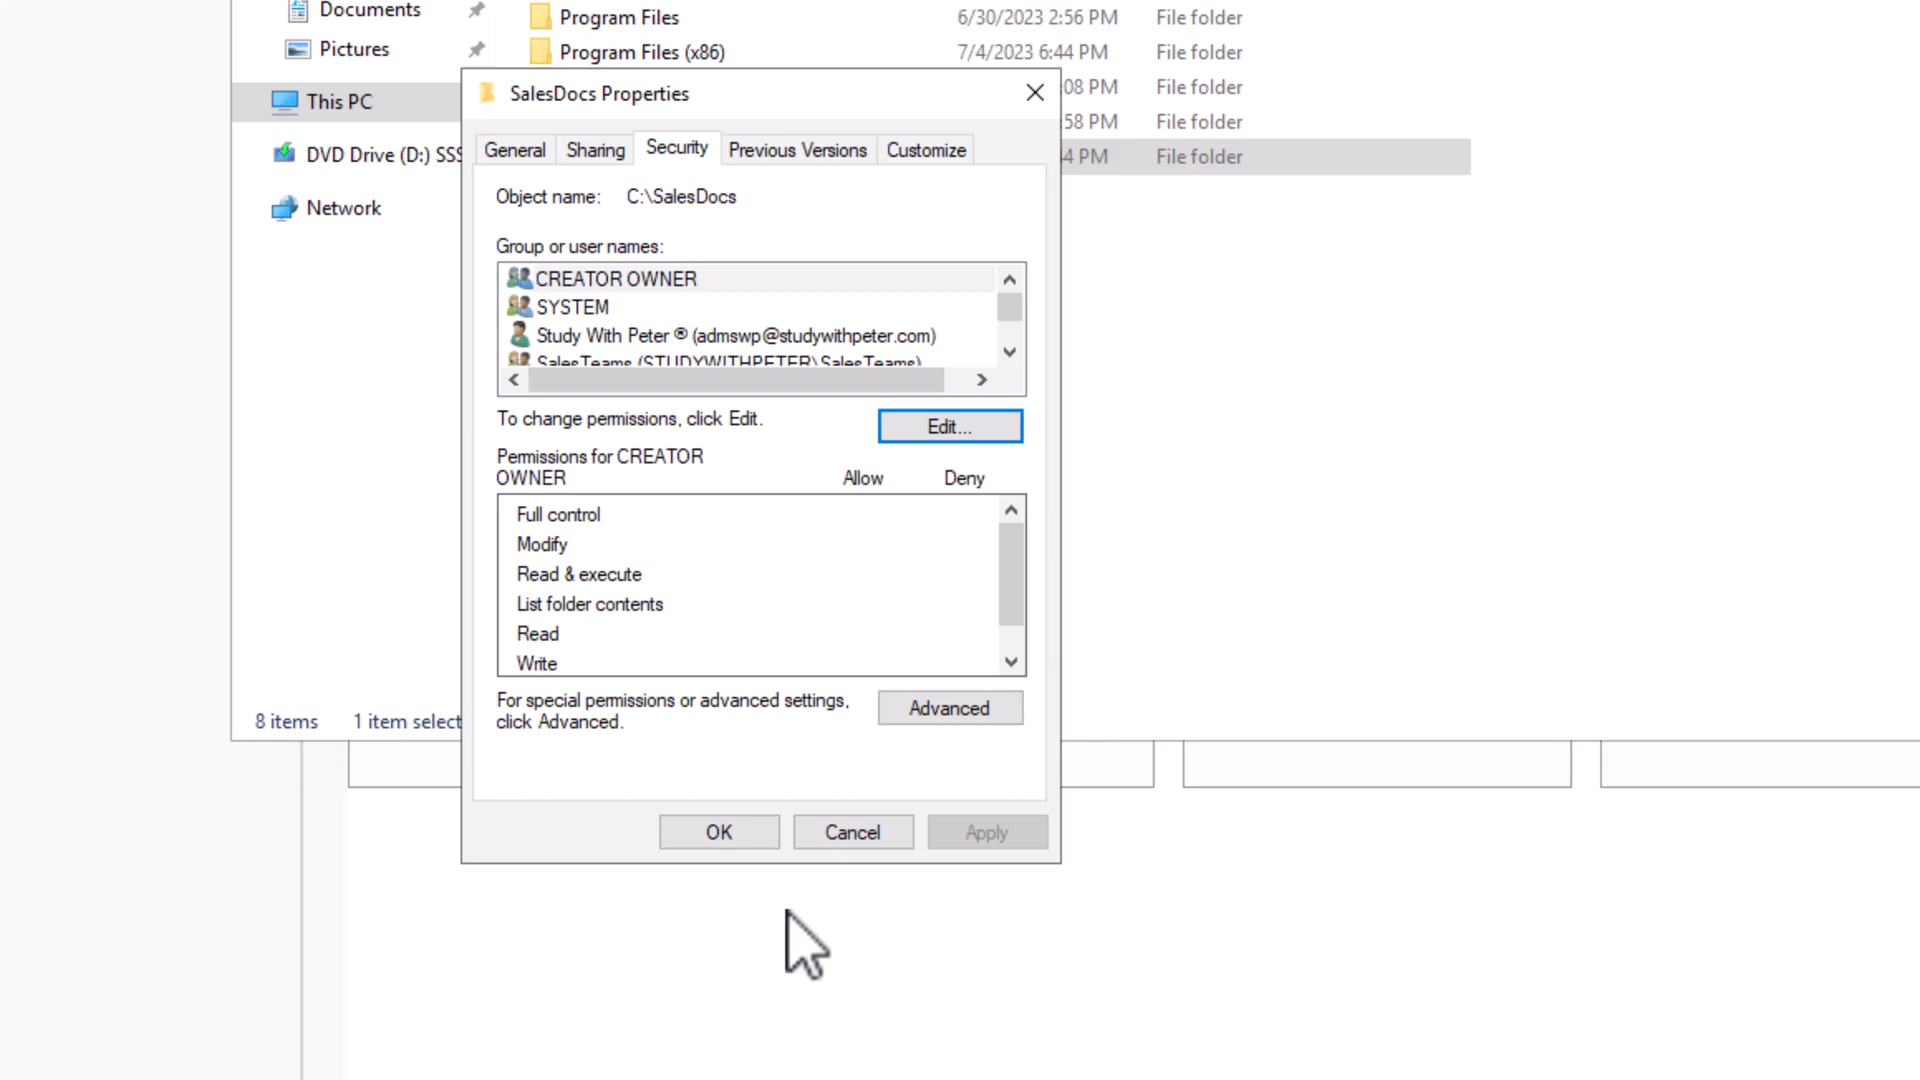 Documents
Program Files 6/30/2023 2:56 PM File folder
Pictures
Program Files (x86) 7/4/2023 6:44 PM File folder
:08 PM File folder
This PC
:58 PM File folder
DVD Drive (D:) SSS
4 PM File folder
Network
SalesDocs Properties
General Sharing Security Previous Versions Customize
Object name: C:\SalesDocs
Group or user names:
CREATOR OWNER
SYSTEM
Study With Peter ® (admswp@studywithpeter.com)
SalesTeams (STUDYWITHPETER\SalesTeams)
To change permissions, click Edit.
Edit...
Permissions for CREATOR
OWNER Allow Deny
Full control
Modify
Read & execute
List folder contents
Read
Write
For special permissions or advanced settings,
click Advanced.
Advanced
8 items 1 item select
OK Cancel Apply